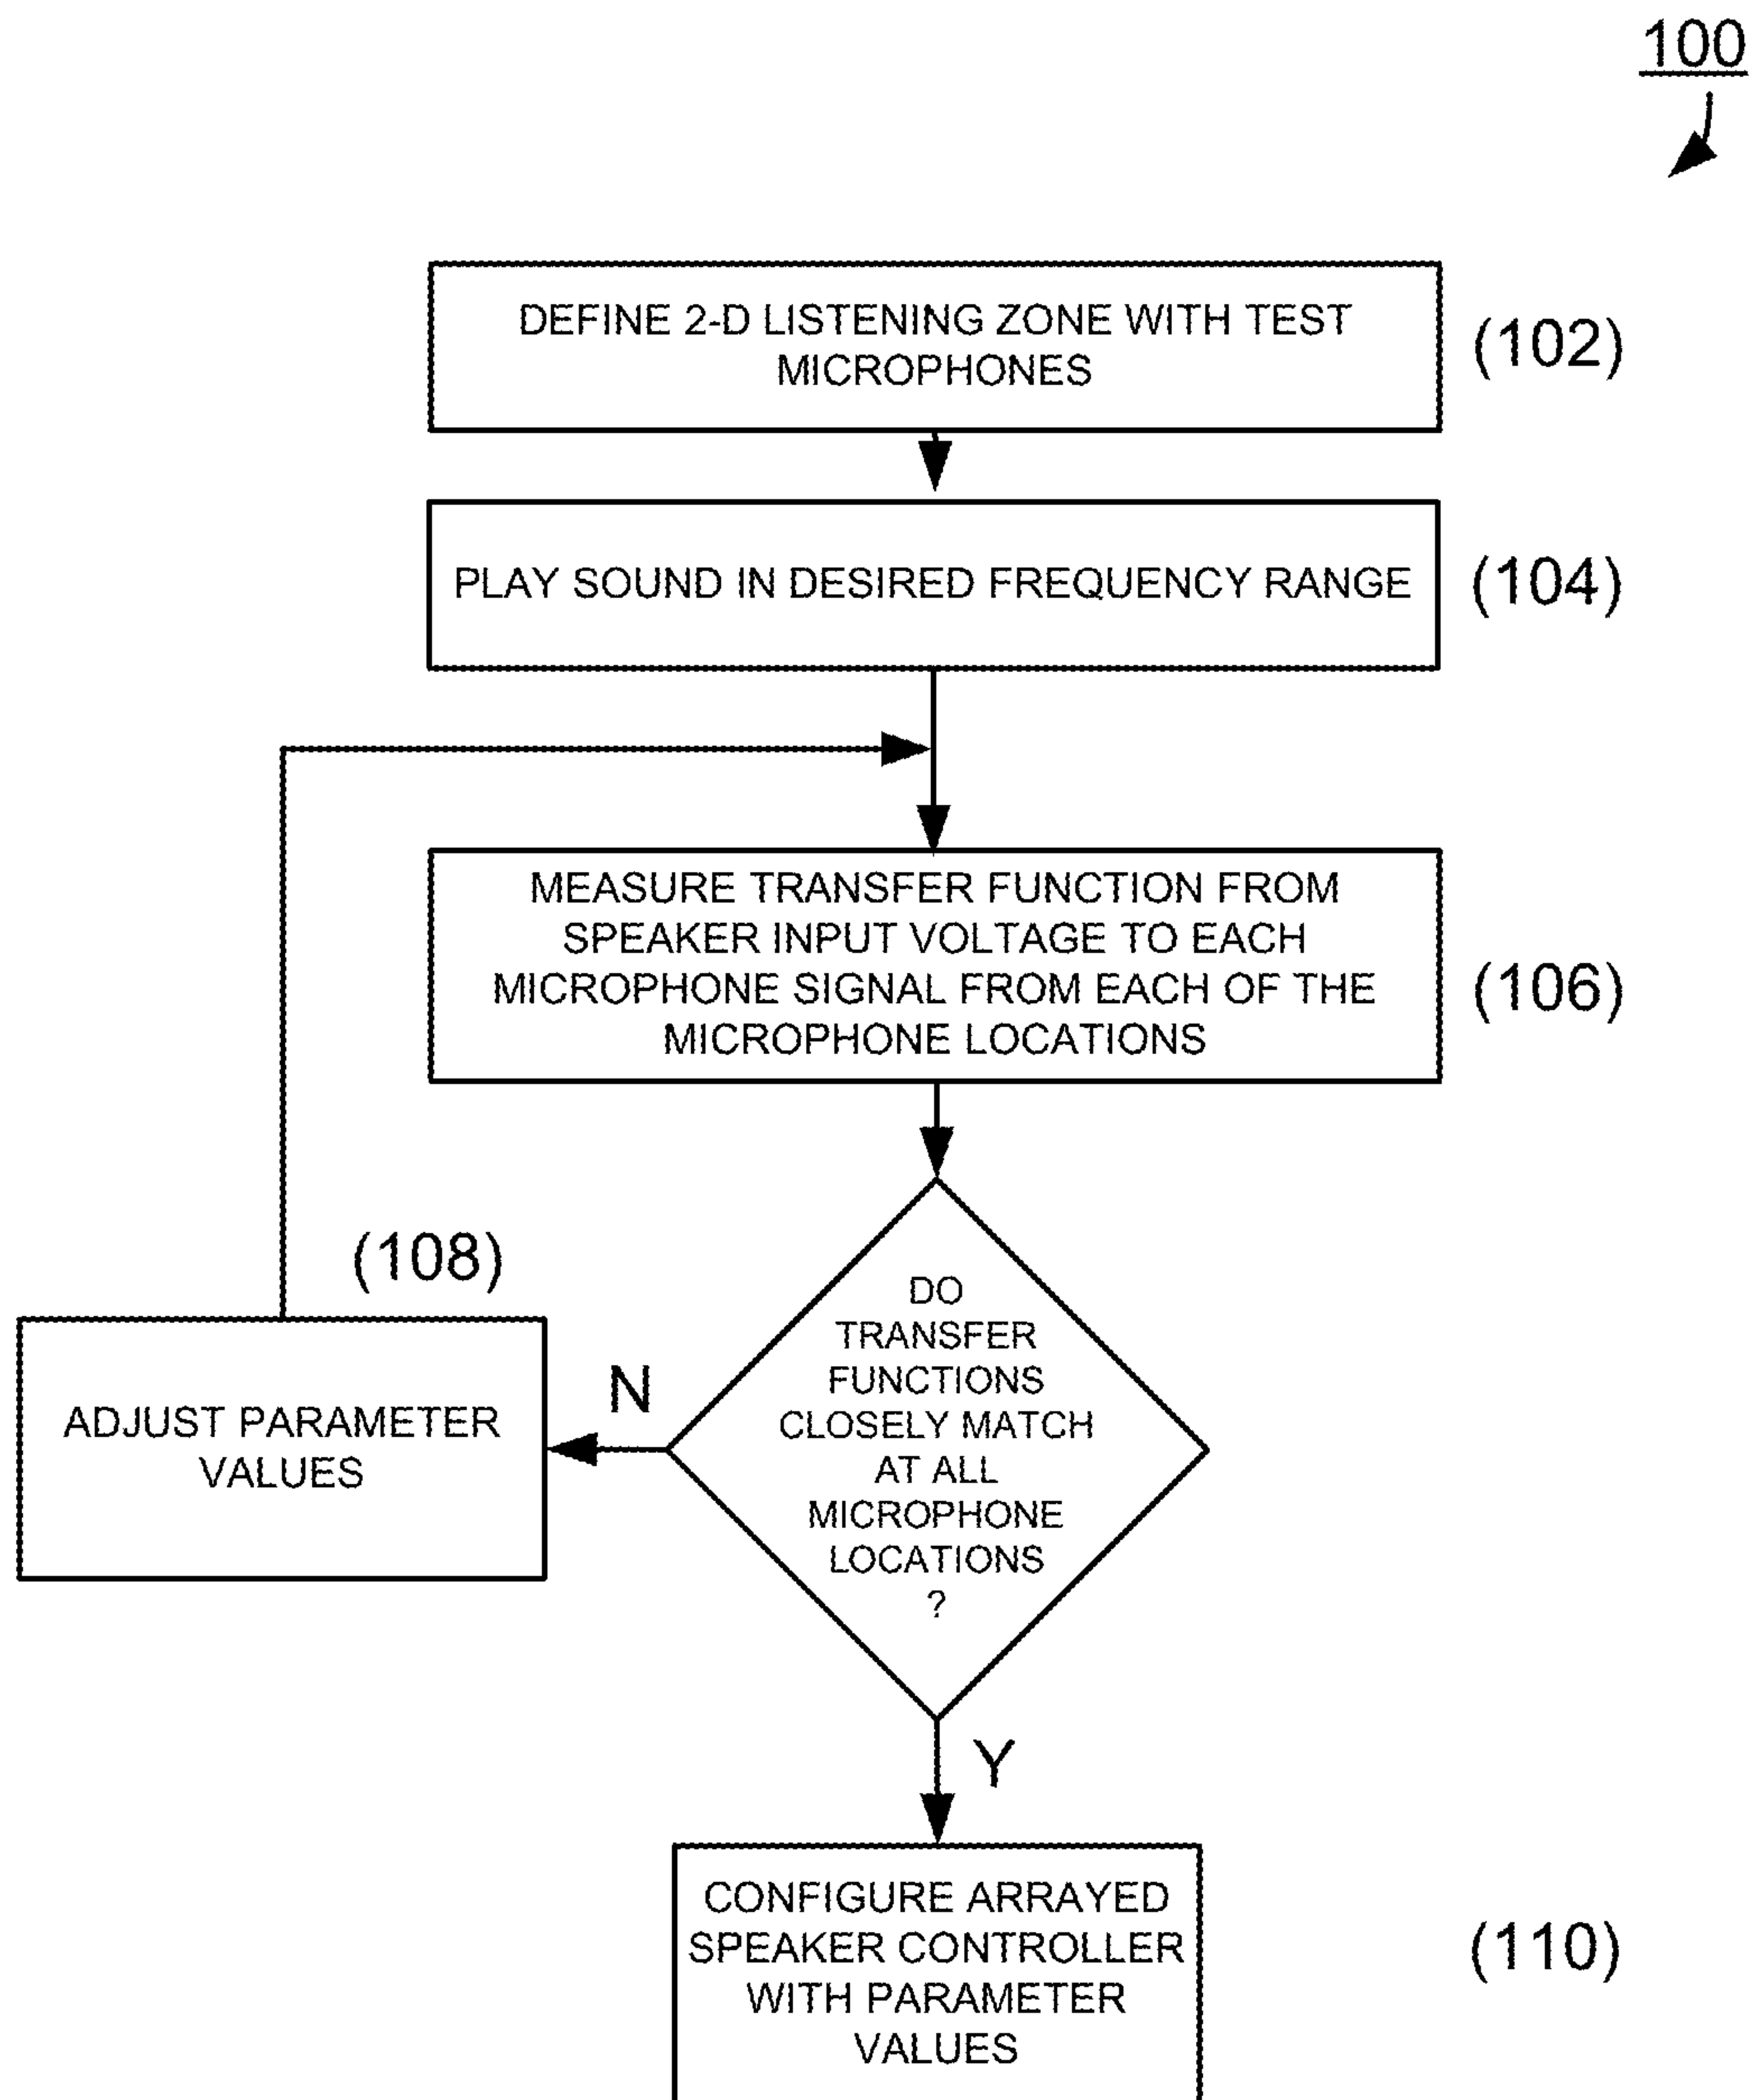 100
DEFINE 2-D LISTENING ZONE WITH TEST
MICROPHONES
(102)
PLAY SOUND IN DESIRED FREQUENCY RANGE
(104)
MEASURE TRANSFER FUNCTION FROM
SPEAKER INPUT VOLTAGE TO EACH
MICROPHONE SIGNAL FROM EACH OF THE
MICROPHONE LOCATIONS
(106)
DO
TRANSFER
FUNCTIONS
CLOSELY MATCH
AT ALL
MICROPHONE
LOCATIONS
?
N
(108)
ADJUST PARAMETER
VALUES
Y
CONFIGURE ARRAYED
SPEAKER CONTROLLER
WITH PARAMETER
VALUES
(110)